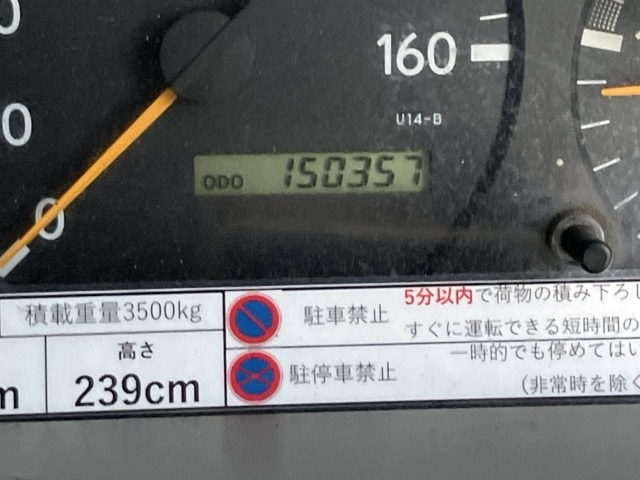 0
160
U14-B
0
ODO 150357
0
積載重量3500kg
駐車禁止
5分以内で荷物の積み下ろし
すぐに運転できる短時間の
高さ
239cm
m
駐停車禁止
一時的でも停めてはい
(非常時を除く